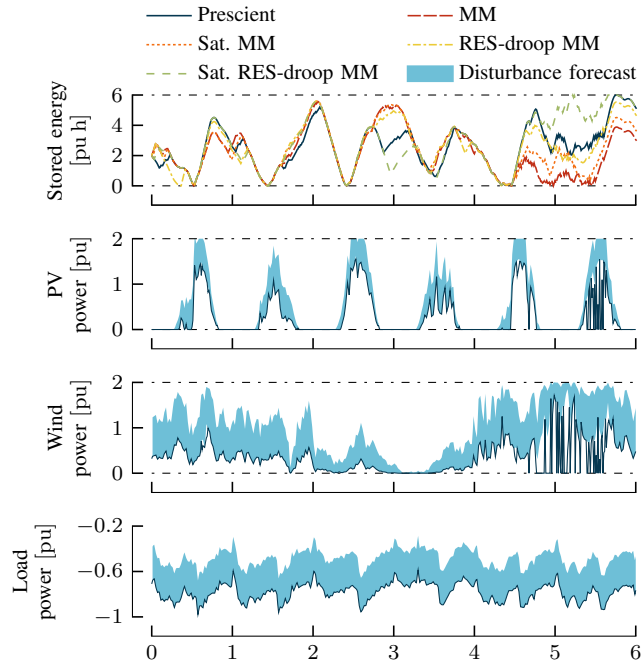 Prescient MM
Sat. MM RES-droop MM
Sat. RES-droop MM Disturbance forecast
Stored energy
[pu h]
6
4
2
0
PV
power [pu]
2
1
0
Wind
power [pu]
2
1
0
Load
power [pu]
−0.2
−0.6
−1
0 1 2 3 4 5 6